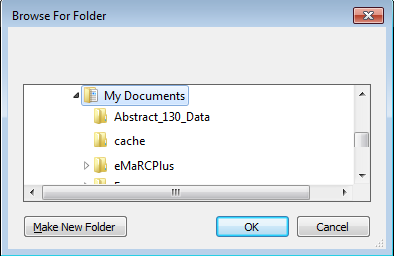 Browse For Folder
My Documents
Abstract_130_Data
cache
eMaRCPlus
Make New Folder
OK
Cancel